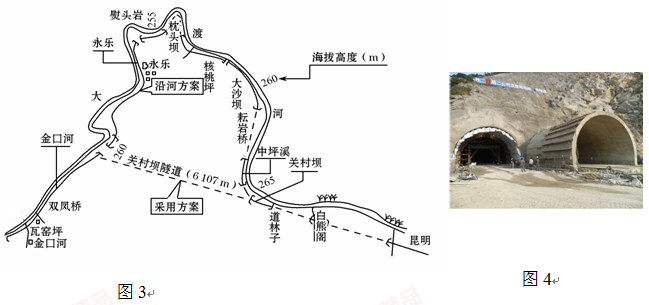 熨头岩
255
枕头坝
渡
永乐
永乐
沿河方案
核桃坪
260
海拔高度（m）
大沙坝
大
河
耘岩桥
金口河
260
中坪溪
关村坝
关村坝隧道（6 107m）
265
采用方案
双凤桥
瓦窑坪
金口河
道林子
白熊阁
昆明
图 3
图 4